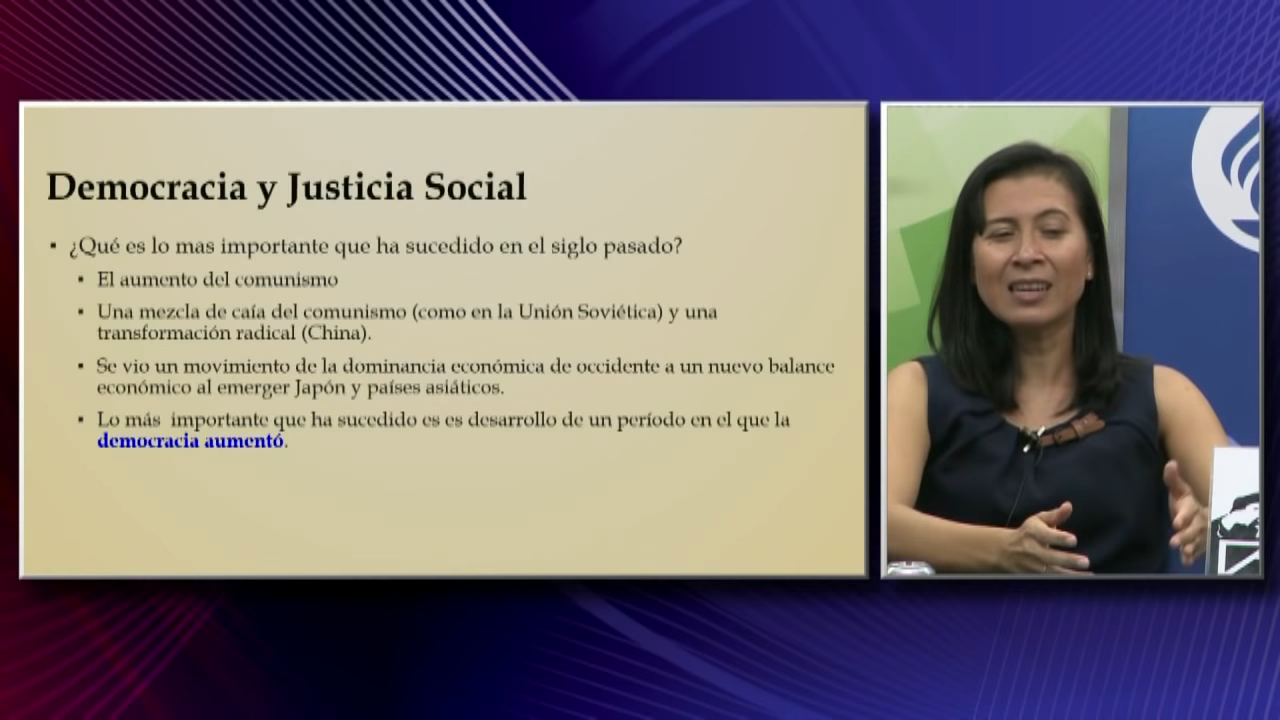 Democracia y Justicia Social
▪ ¿Qué es lo mas importante que ha sucedido en el siglo pasado?
▪ El aumento del comunismo
▪ Una mezcla de caía del comunismo (como en la Unión Soviética) y una
transformación radical (China).
▪ Se vio un movimiento de la dominancia económica de occidente a un nuevo balance
económico al emerger Japón y países asiáticos.
▪ Lo más  importante que ha sucedido es es desarrollo de un período en el que la
democracia aumentó.